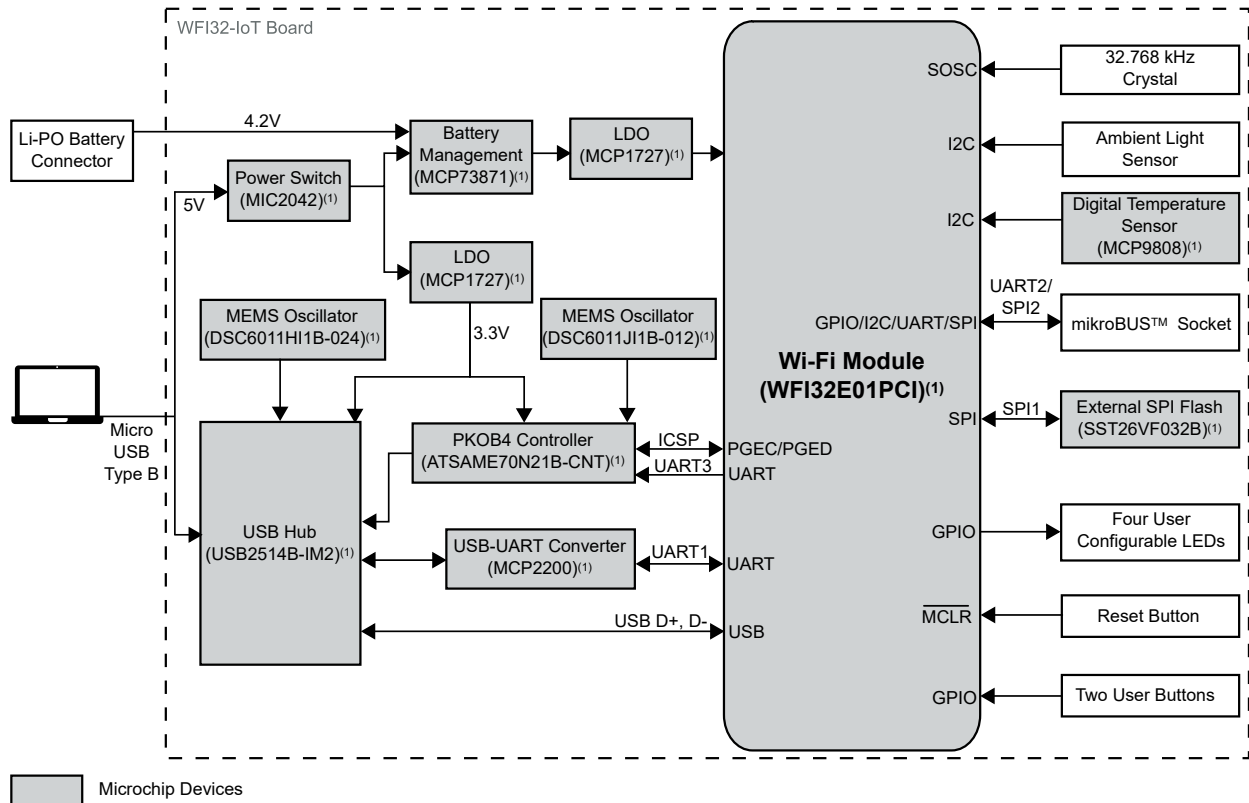 WFI32-IoT Board
Li-PO Battery
Connector
4.2V
Battery
Management
(MCP73871)(1)
LDO
(MCP1727)(1)
5V
Power Switch
(MIC2042)(1)
LDO
(MCP1727)(1)
3.3V
MEMS Oscillator
(DSC6011HI1B-024)(1)
MEMS Oscillator
(DSC6011JI1B-012)(1)
Micro
USB
Type B
USB Hub
(USB2514B-IM2)(1)
PKOB4 Controller
(ATSAME70N21B-CNT)(1)
ICSP
UART3
USB-UART Converter
(MCP2200)(1)
UART1
USB D+, D-
PGEC/PGED
UART
UART
USB
Wi-Fi Module
(WFI32E01PCI)(1)
SOSC
32.768 kHz
Crystal
I2C
Ambient Light
Sensor
I2C
Digital Temperature
Sensor
(MCP9808)(1)
GPIO/I2C/UART/SPI
UART2/
SPI2
mikroBUS™ Socket
SPI
SPI1
External SPI Flash
(SST26VF032B)(1)
GPIO
Four User
Configurable LEDs
MCLR
Reset Button
GPIO
Two User Buttons
Microchip Devices